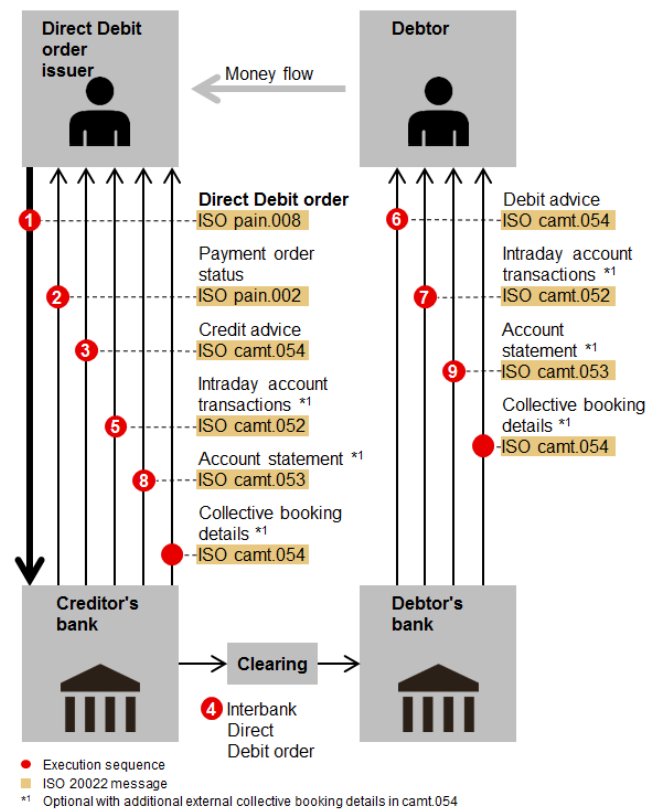 Direct Debit
order
issuer
Debtor
Money flow
1
Direct Debit order
ISO pain.008
2
Payment order
status
ISO pain.002
3
Credit advice
ISO camt.054
5
Intraday account
transactions *1
ISO camt.052
8
Account statement *1
ISO camt.053
Collective booking
details *1
ISO camt.054
6
Debit advice
ISO camt.054
7
Intraday account
transactions *1
ISO camt.052
9
Account
statement *1
ISO camt.053
Collective booking
details *1
ISO camt.054
Creditor's
bank
Clearing
Debtor's
bank
4 Interbank
Direct
Debit order
Execution sequence
ISO 20022 message
*1 Optional with additional external collective booking details in camt.054